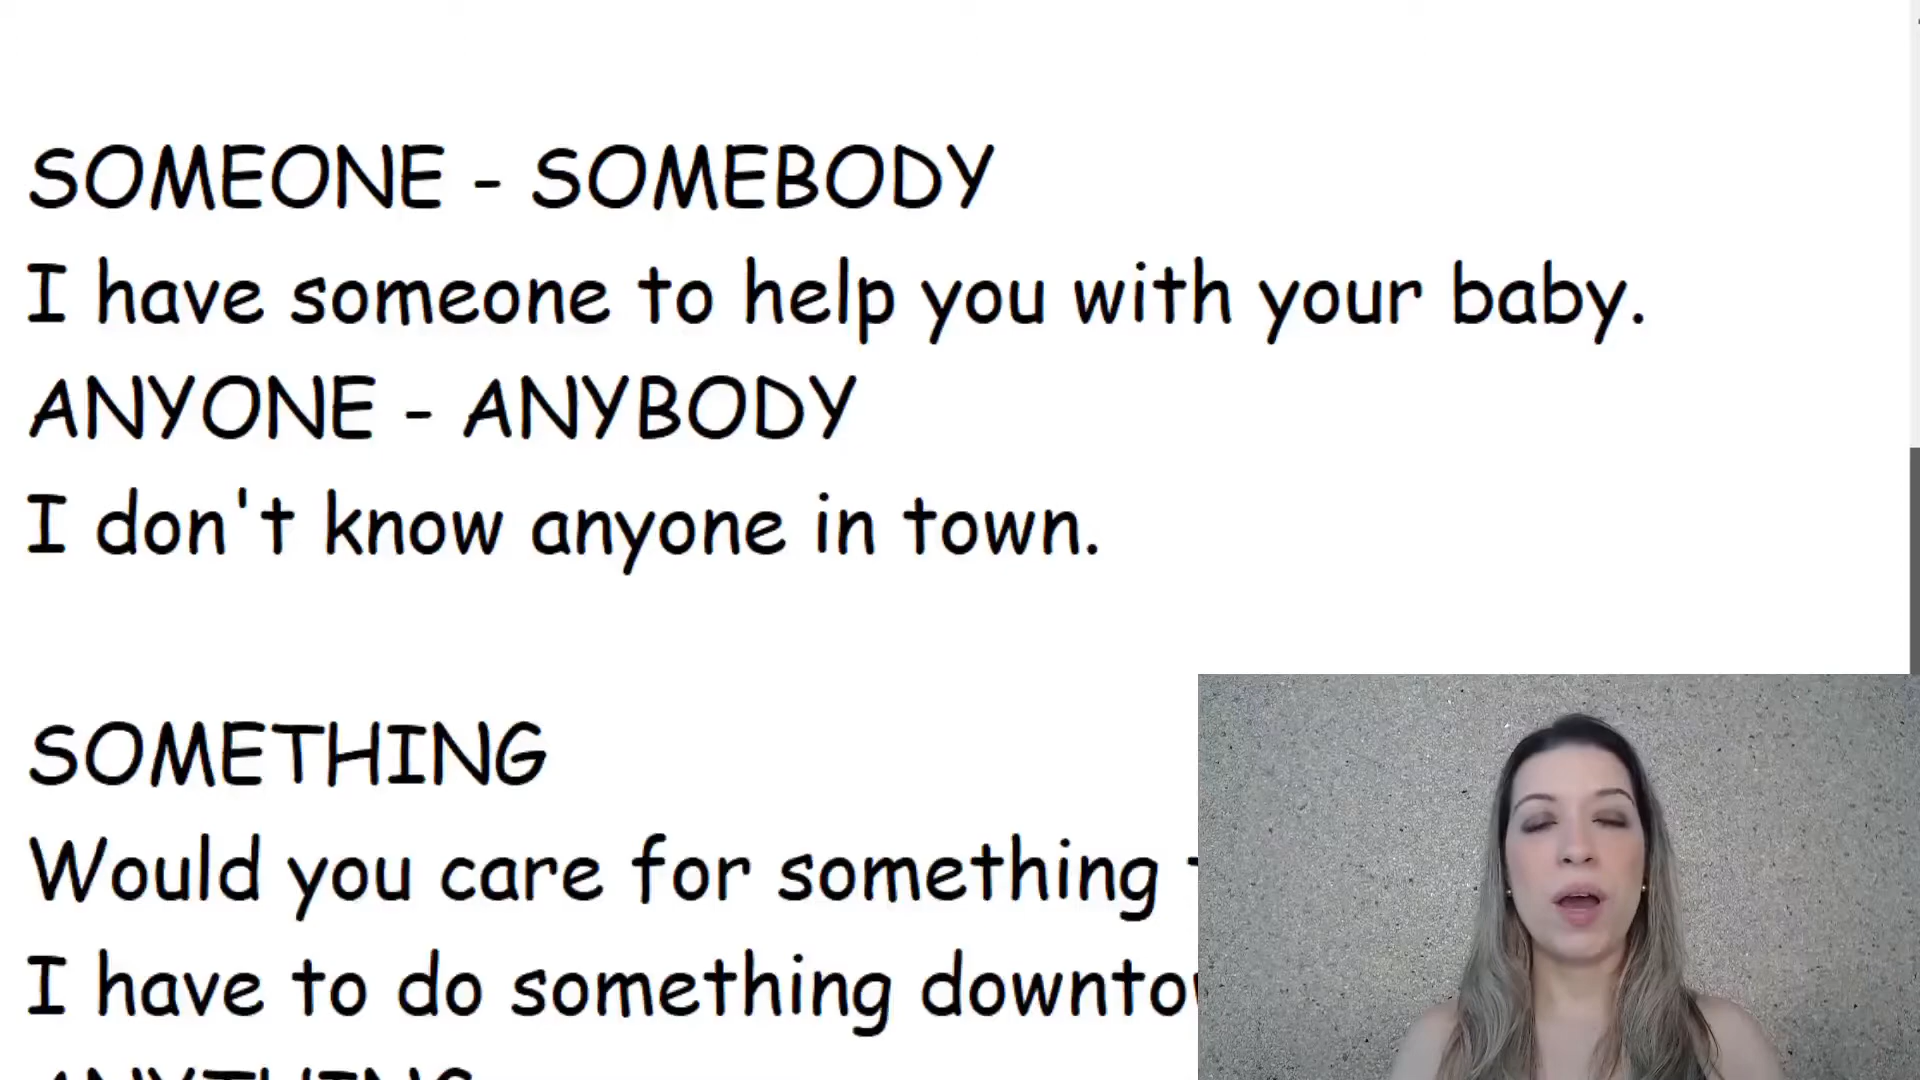 SOMEONE - SOMEBODY
I have someone to help you with your baby.
ANYONE - ANYBODY
I don't know anyone in town.
SOMETHING
Would you care for something
I have to do something